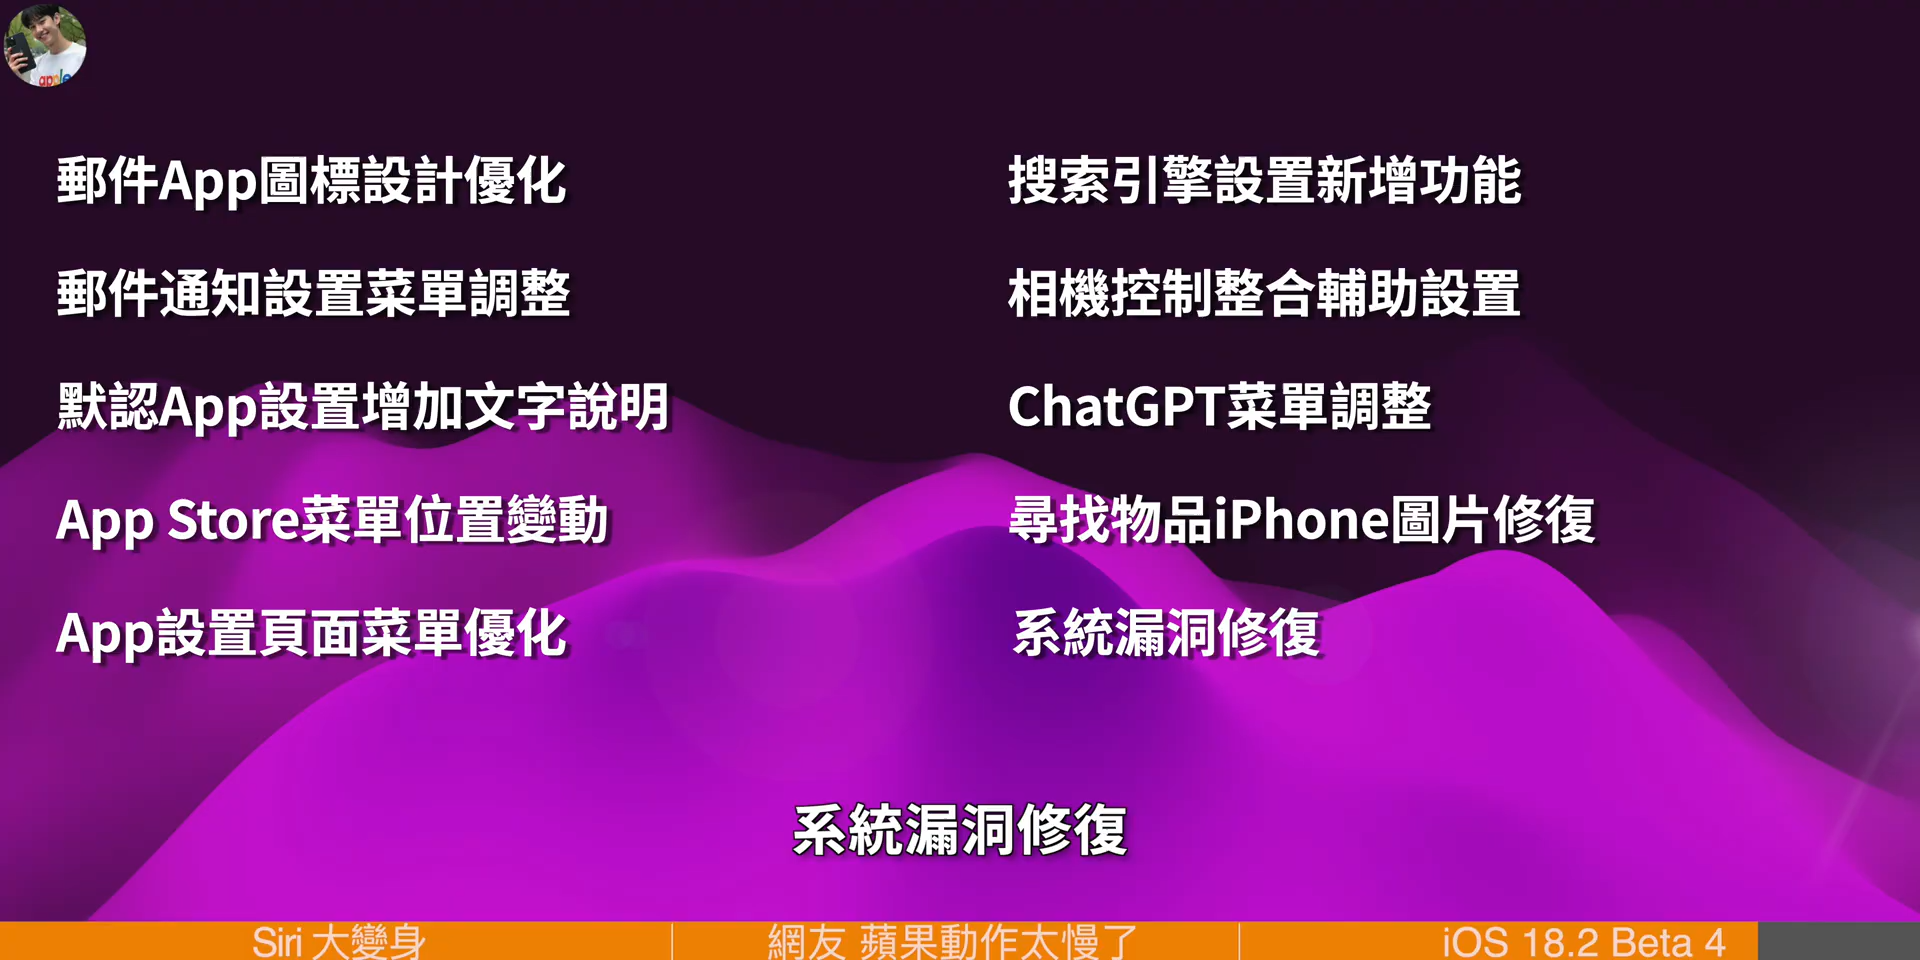 apple
郵件App圖標設計優化
郵件通知設置菜單調整
默認App設置增加文字說明
App Store菜單位置變動
App設置頁面菜單優化
搜索引擎設置新增功能
相機控制整合輔助設置
ChatGPT菜單調整
尋找物品iPhone圖片修復
系統漏洞修復
系統漏洞修復
Siri 大變身
網友 蘋果動作太慢了
iOS 18.2 Beta 4